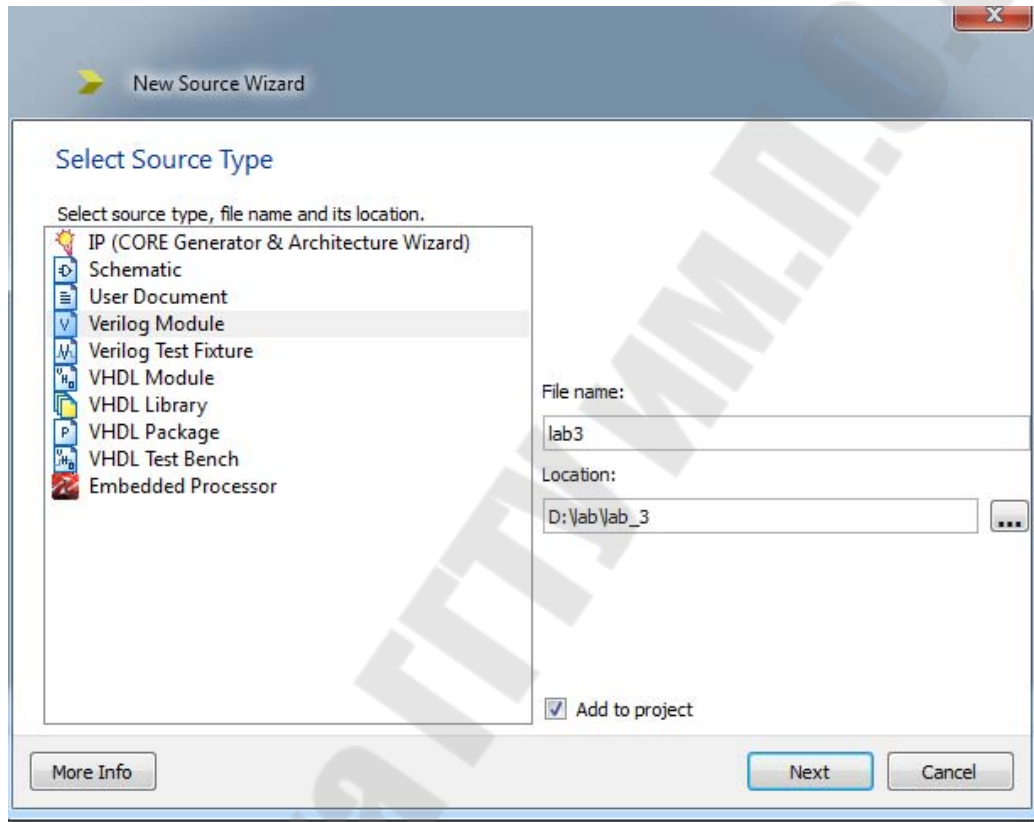 New Source Wizard
Select Source Type
Select source type, file name and its location.
IP (CORE Generator & Architecture Wizard)
Schematic
User Document
Verilog Module
Verilog Test Fixture
VHDL Module
VHDL Library
VHDL Package
VHDL Test Bench
Embedded Processor
File name:
lab3
Location:
D:\lab\lab_3
...
Add to project
More Info
Next
Cancel